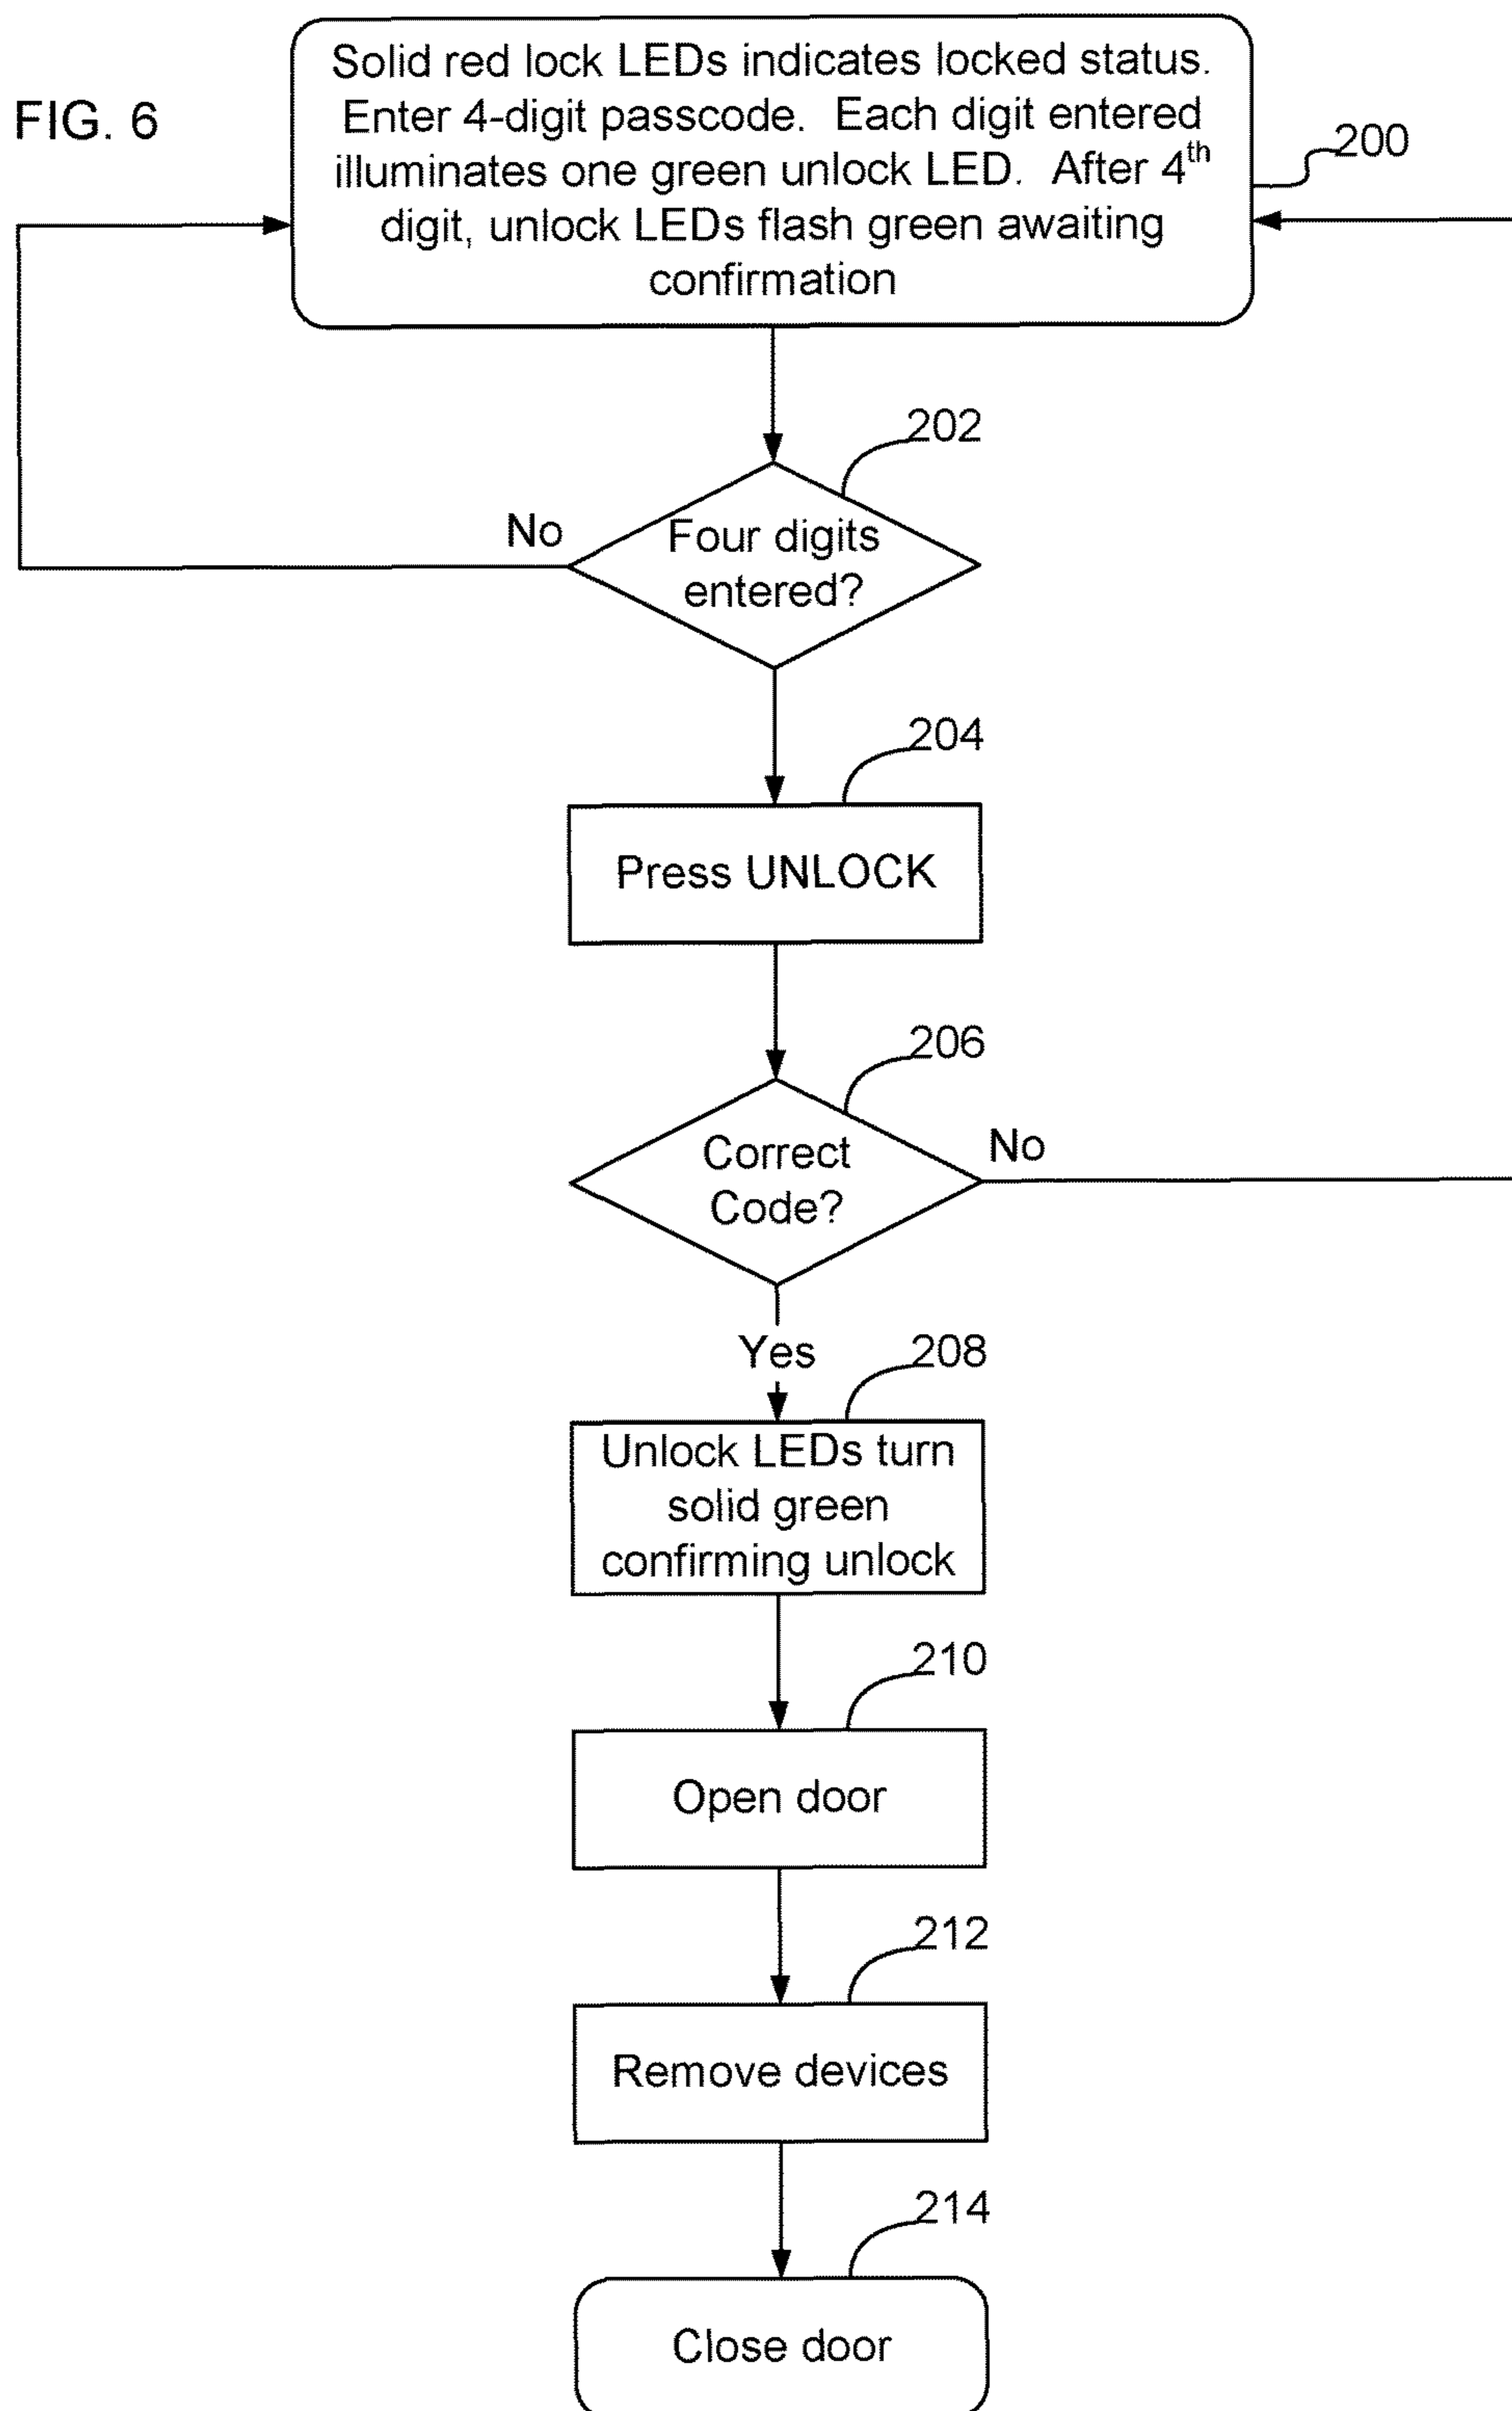 FIG. 6
Solid red lock LEDs indicates locked status.
Enter 4-digit passcode. Each digit entered
illuminates one green unlock LED. After 4th
digit, unlock LEDs flash green awaiting
confirmation
200
202
No
Four digits
entered?
204
Press UNLOCK
206
Correct
Code?
No
Yes
208
Unlock LEDs turn
solid green
confirming unlock
210
Open door
212
Remove devices
214
Close door